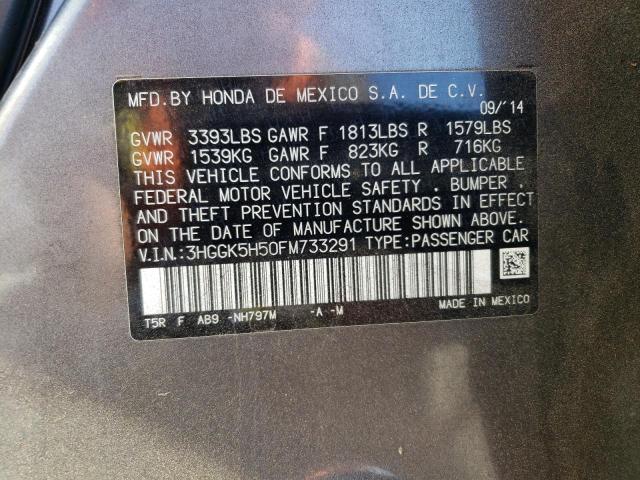 MFD.BY HONDA DE MEXICO S.A. DE C.V.
09/'14
GVWR 3393LBS GAWR F 1813LBS R 1579LBS
GVWR 1539KG GAWR F 823KG R 716KG
THIS VEHICLE CONFORMS TO ALL APPLICABLE
FEDERAL MOTOR VEHICLE SAFETY , BUMPER ,
AND THEFT PREVENTION STANDARDS IN EFFECT
ON THE DATE OF MANUFACTURE SHOWN ABOVE.
V.I.N.:3HGGK5H50FM733291 TYPE:PASSENGER CAR
T5R F AB9 -NH797M -A -M
MADE IN MEXICO